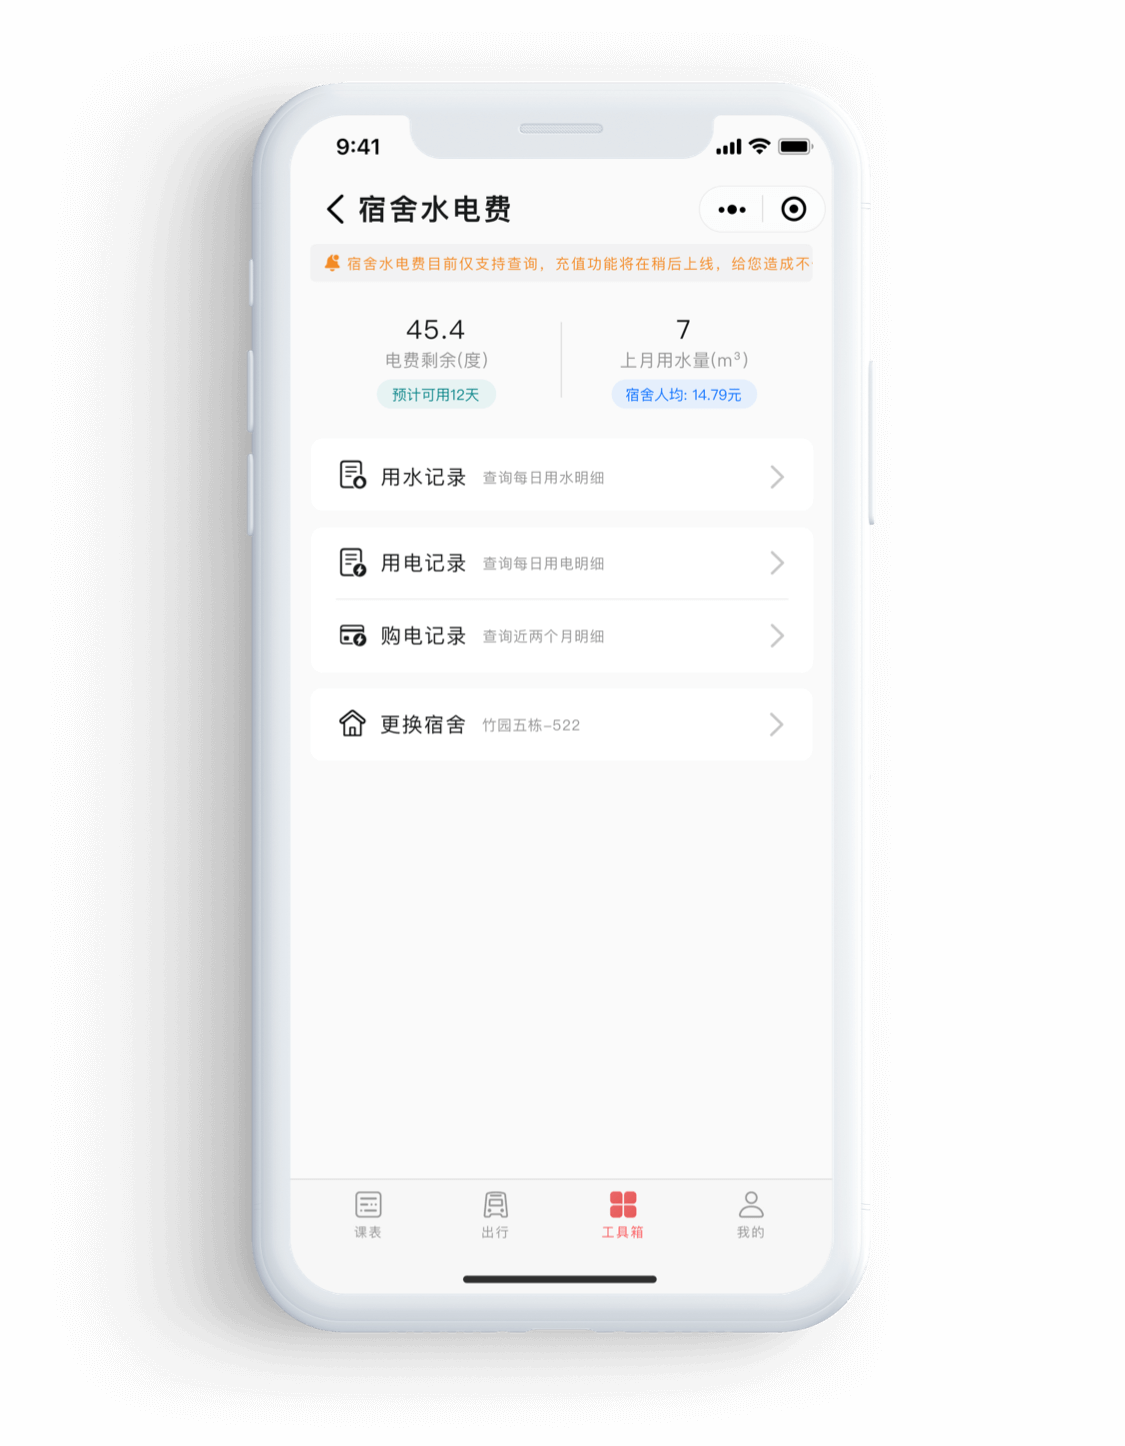 9:41
宿舍水电费
宿舍水电费目前仅支持查询，充值功能将在稍后上线，给您造成不
45.4
电费剩余(度)
预计可用12天
7
上月用水量(m³)
宿舍人均: 14.79元
用水记录 查询每日用水明细
用电记录 查询每日用电明细
购电记录 查询近两个月明细
更换宿舍 竹园五栋-522
课表 出行 工具箱 我的